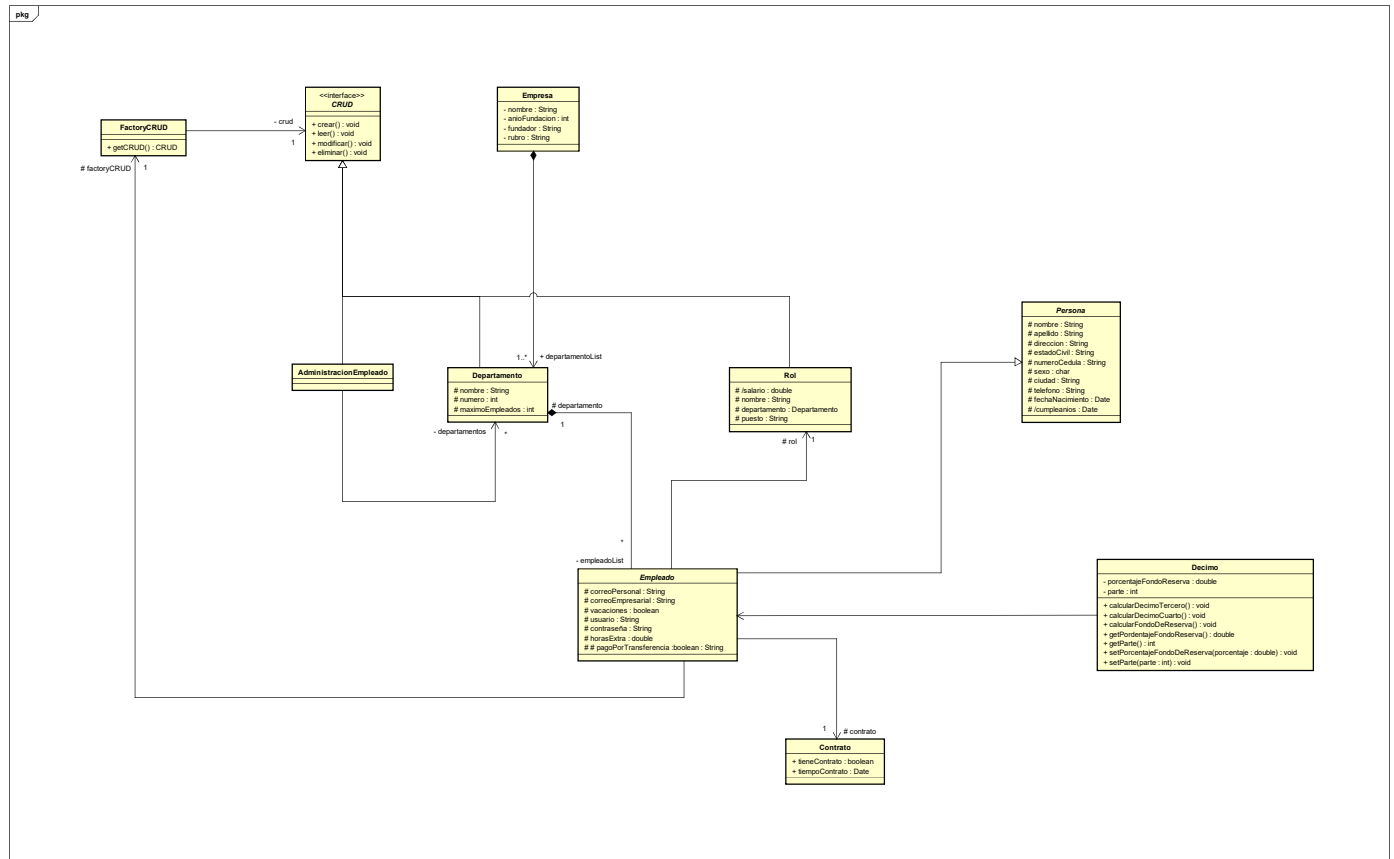 pkg
<<interface>>
CRUD
+ crear() : void
+ leer() : void
+ modificar() : void
+ eliminar() : void
Empresa
- nombre : String
- anioFundacion : int
- fundador : String
- rubro : String
FactoryCRUD
+ getCRUD() : CRUD
- crud
1
# factoryCRUD
1
Persona
# nombre : String
# apellido : String
# direccion : String
# estadoCivil : String
# numeroCedula : String
# sexo : char
# ciudad : String
# telefono : String
# fechaNacimiento : Date
# /cumpleanios : Date
1..*
+ departamentoList
AdministracionEmpleado
Departamento
# nombre : String
# numero : int
# maximoEmpleados : int
Rol
# /salario : double
# nombre : String
# departamento : Departamento
# puesto : String
# departamento
1
- departamentos
*
# rol
1
*
- empleadoList
Empleado
# correoPersonal : String
# correoEmpresarial : String
# vacaciones : boolean
# usuario : String
# contraseña : String
# horasExtra : double
# # pagoPorTransferencia :boolean : String
Decimo
- porcentajeFondoReserva : double
- parte : int
+ calcularDecimoTercero() : void
+ calcularDecimoCuarto() : void
+ calcularFondoDeReserva() : void
+ getPordentajeFondoReserva() : double
+ getParte() : int
+ setPorcentajeFondoDeReserva(porcentaje : double) : void
+ setParte(parte : int) : void
1
# contrato
Contrato
+ tieneContrato : boolean
+ tiempoContrato : Date